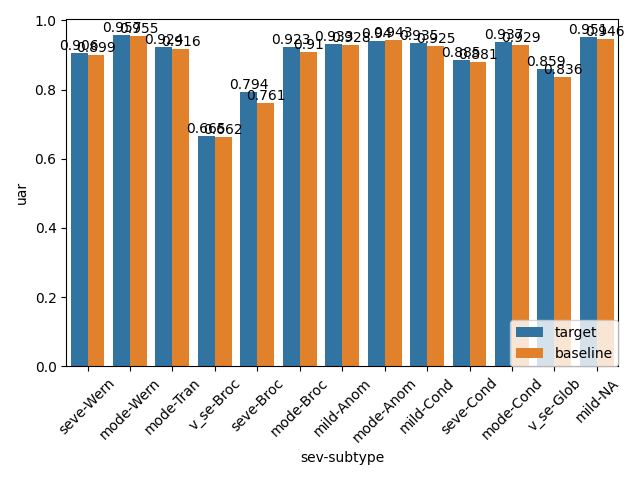 1.0
0.8
0.6
0.4
0.2
0.0
uar
0.906 0.899 0.957 0.955 0.924 0.916 0.665 0.662 0.794 0.761 0.923 0.91 0.933 0.928 0.94 0.943 0.935 0.925 0.885 0.881 0.937 0.929 0.859 0.836 0.951 0.946
target
baseline
seve-Wern mode-Wern mode-Tran v_se-Broc seve-Broc mode-Broc mild-Anom mode-Anom mild-Cond seve-Cond mode-Cond v_se-Glob mild-NA
sev-subtype